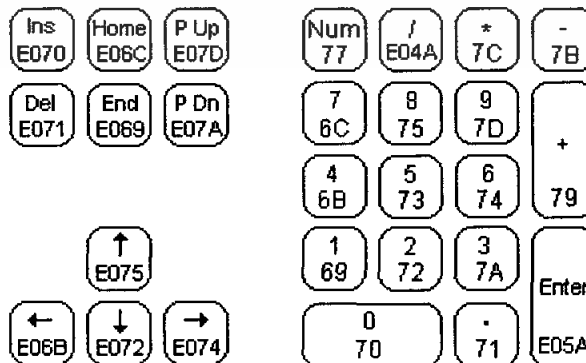 Ins Home P Up Num / * -
E070 E06C E07D 77 E04A 7C 7B
Del End P Dn 7 8 9
E071 E069 E07A 6C 75 7D
+
4 5 6
6B 73 74 79
↑ 1 2 3
E075 69 72 7A
Enter
← ↓ → 0 .
E06B E072 E074 70 71 E05A